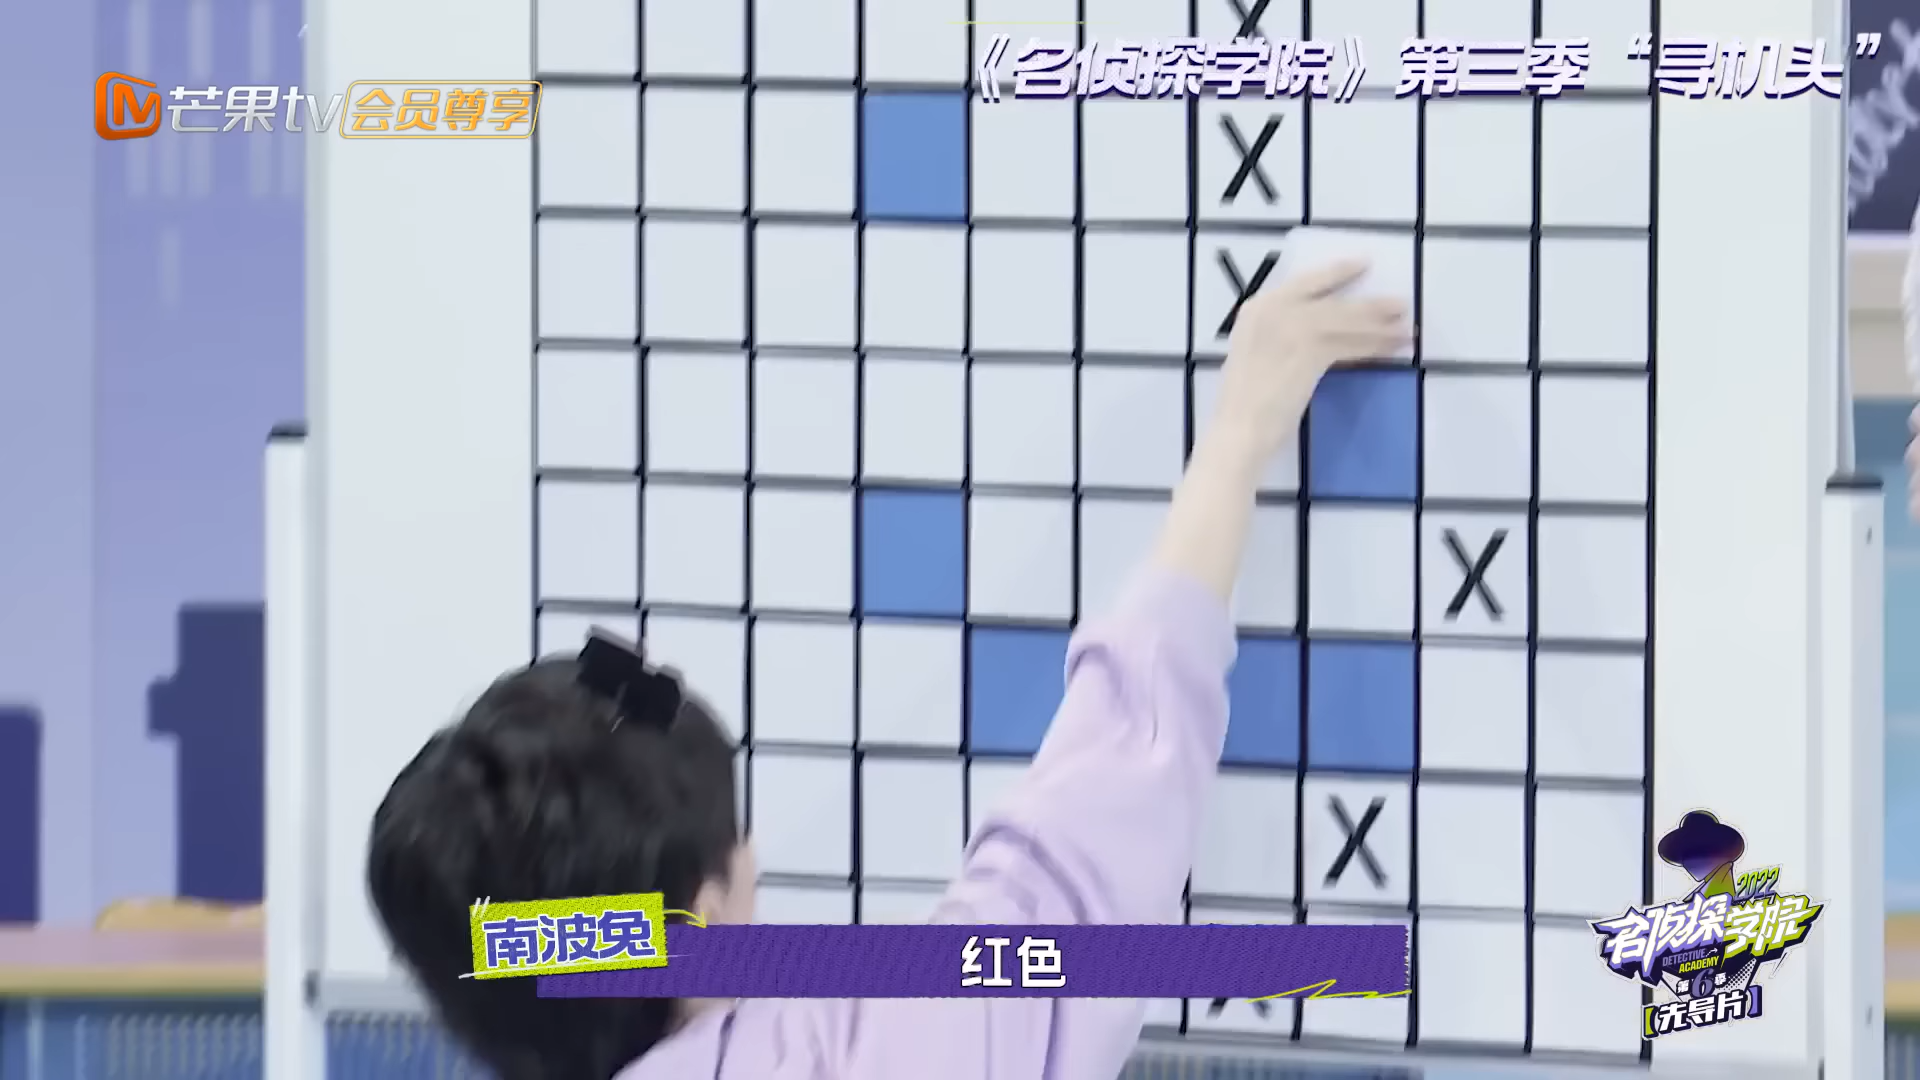 《名侦探学院》第三季“寻机头”
芒果tv会员尊享
X
X
X
X
X
X
2022
名侦探学院
DETECTIVE
ACADEMY
第6季
【先导片】
南波兔
红色